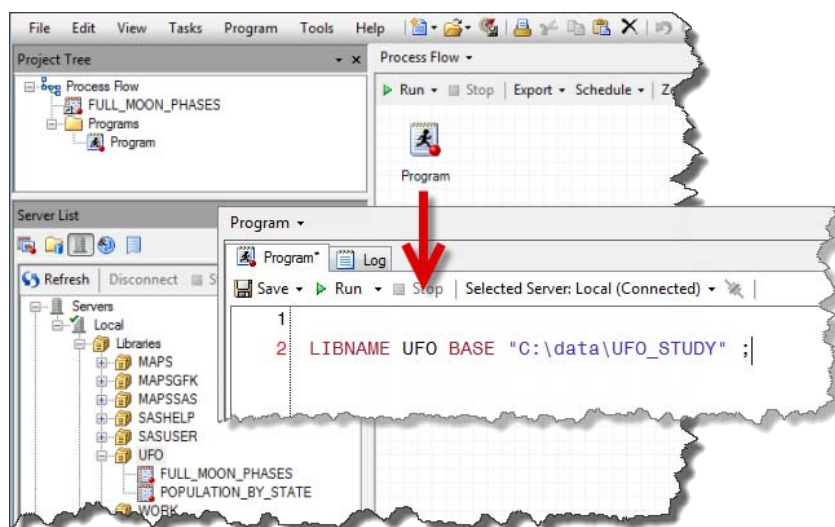 File Edit View Tasks Program Tools Help
Project Tree
Process Flow
FULL_MOON_PHASES
Programs
Program
Process Flow
Run Stop Export Schedule
Program
Server List
Refresh Disconnect
Servers
Local
Libraries
MAPS
MAPSGFK
MAPSSAS
SASHELP
SASUSER
UFO
FULL_MOON_PHASES
POPULATION_BY_STATE
WORK
Program
Program* Log
Save Run Stop Selected Server: Local (Connected)
1
2 LIBNAME UFO BASE "C:\data\UFO_STUDY" ;